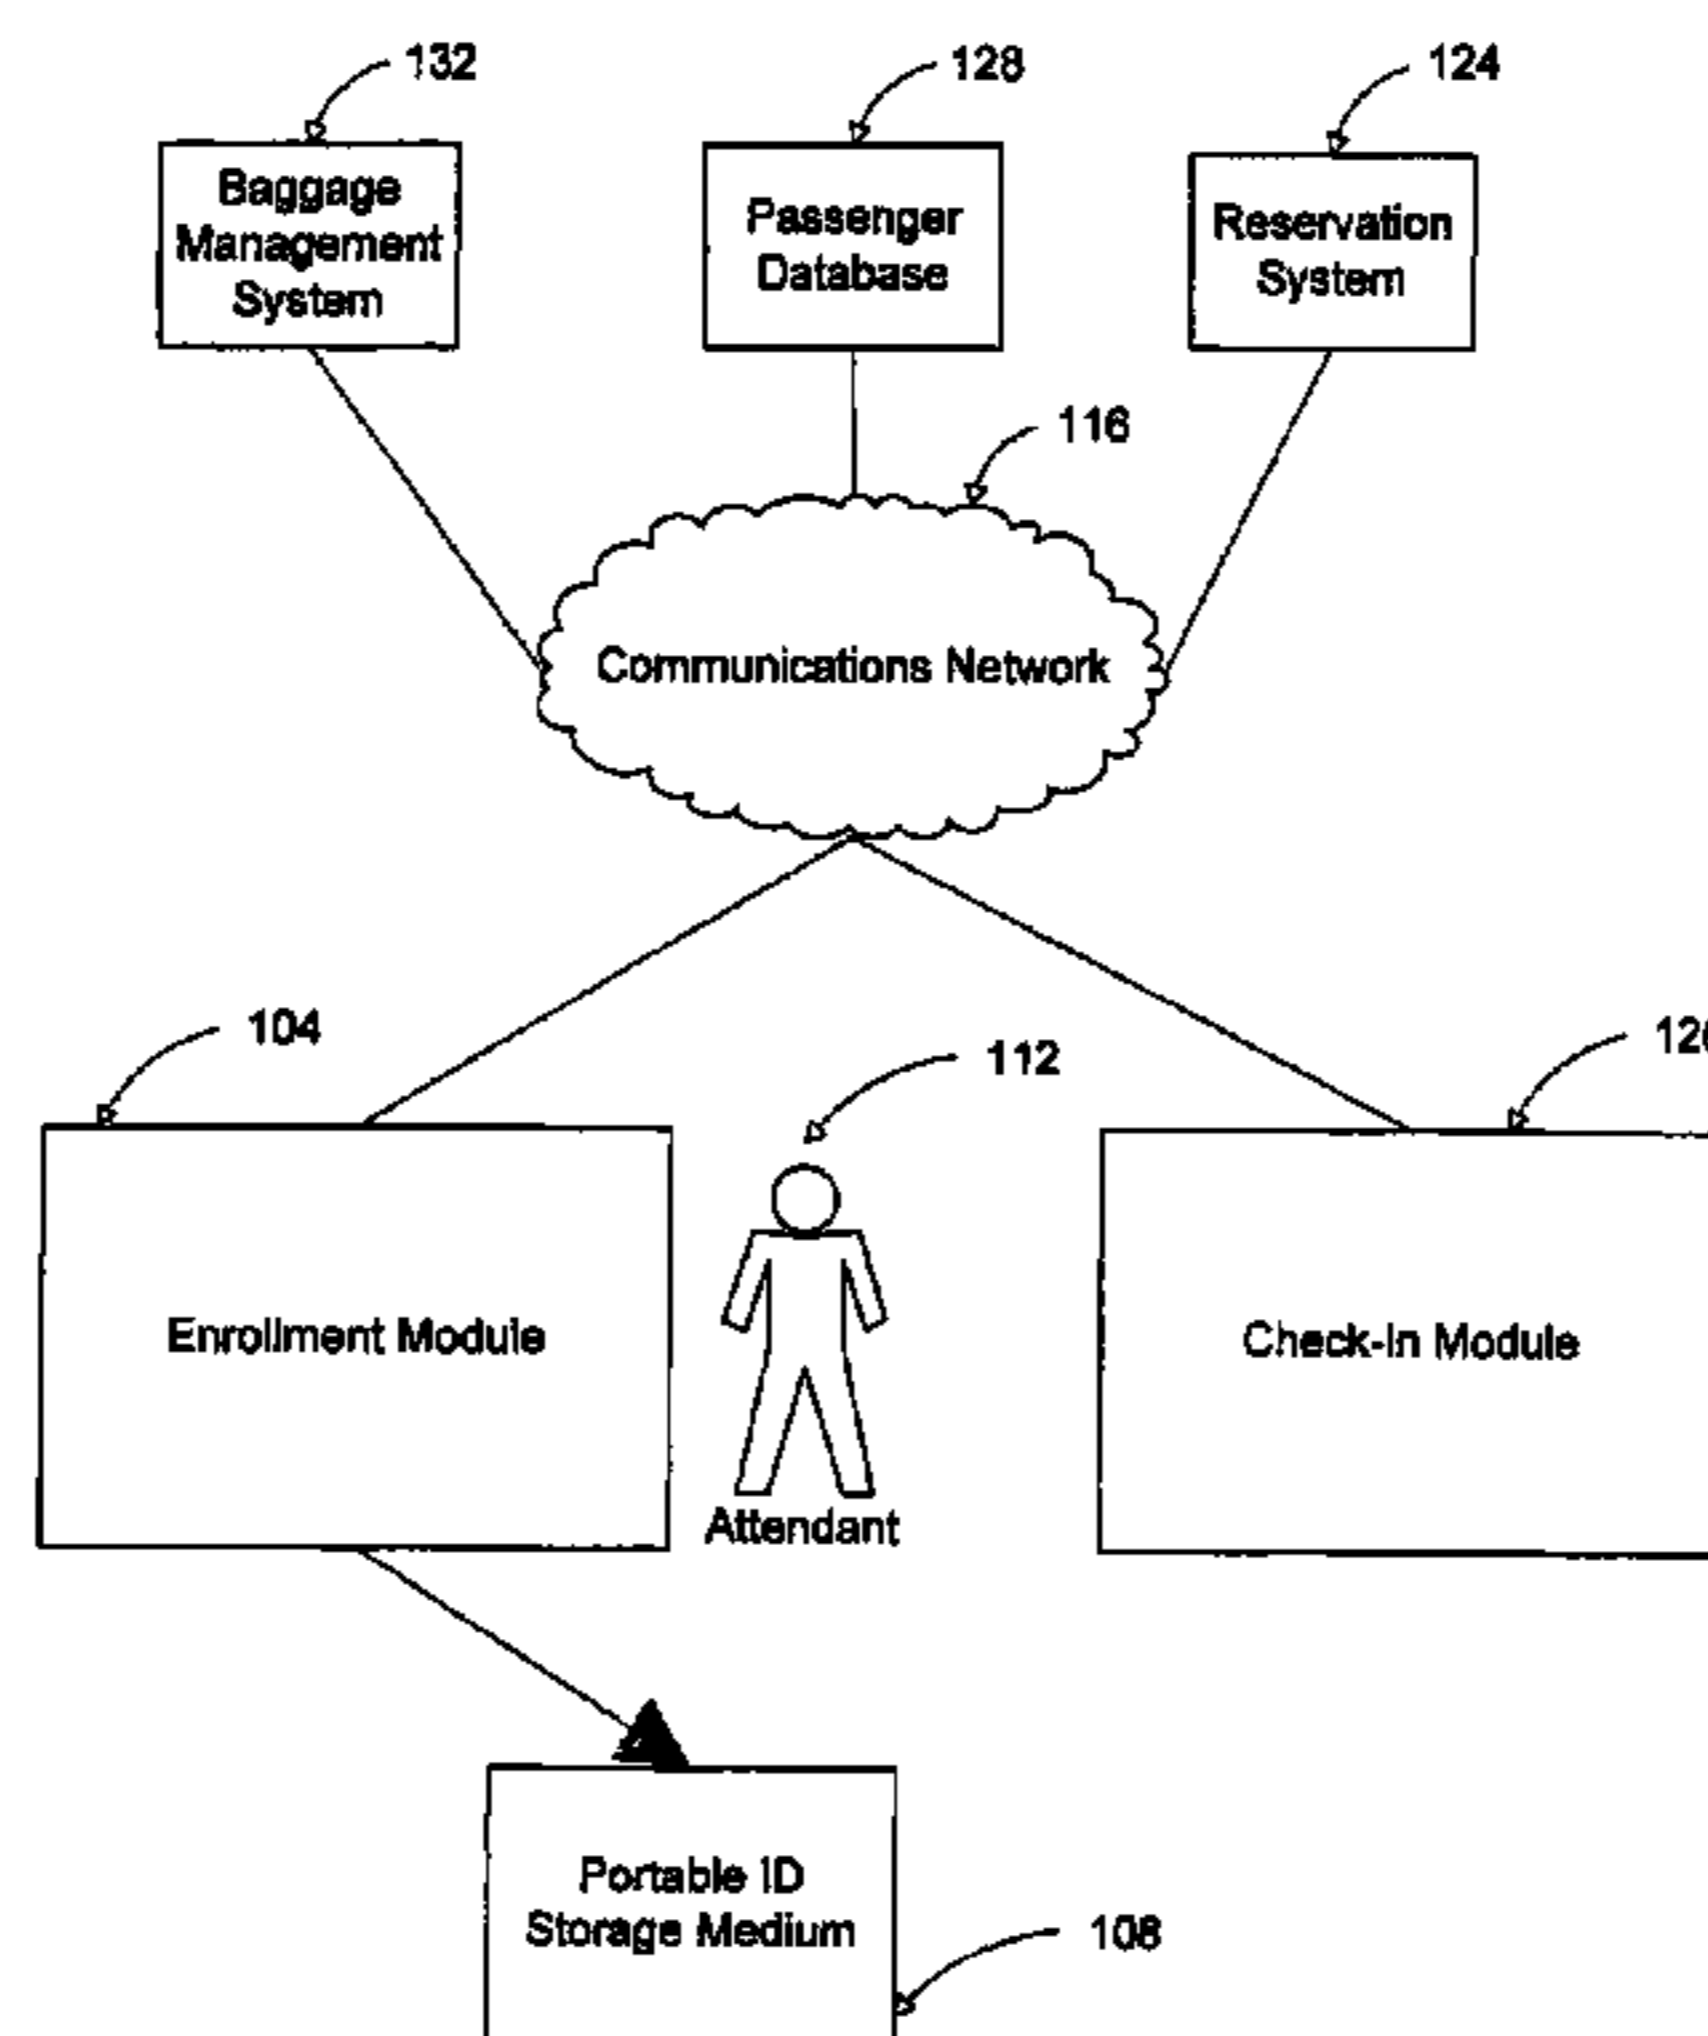 132
128
124
Baggage
Management
System
Passenger
Database
Reservation
System
116
Communications Network
104
112
Enrollment Module
Check-In Module
Attendant
Portable ID
Storage Medium
108